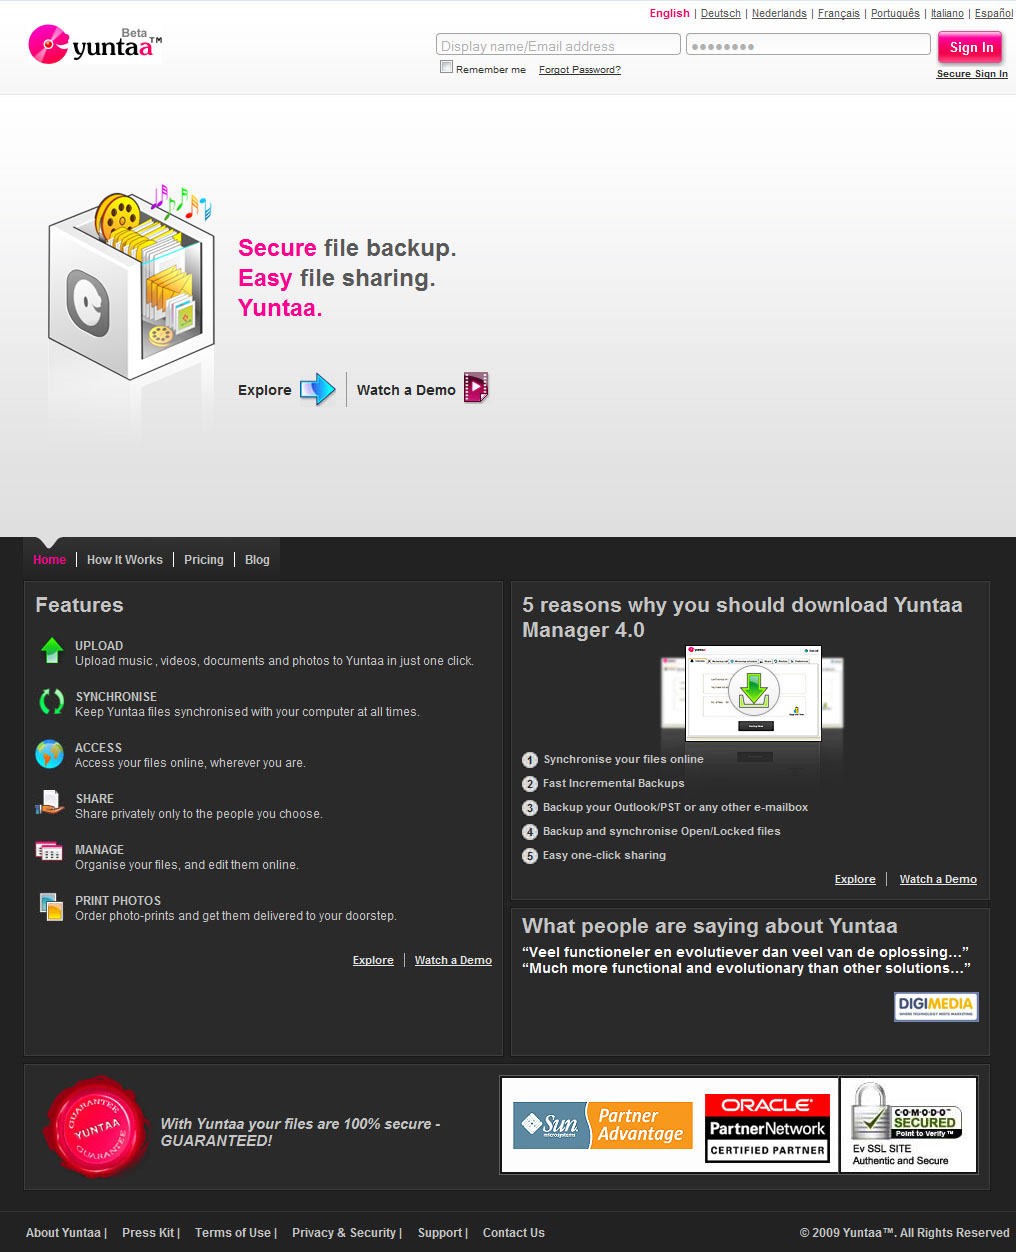 English | Deutsch | Nederlands | Français | Português | Italiano | Español
Beta
yuntaa™
Display name/Email address
Sign In
Remember me
Forgot Password?
Secure Sign In
Secure file backup.
Easy file sharing.
Yuntaa.
Explore
Watch a Demo
Home
How It Works
Pricing
Blog
Features
UPLOAD
Upload music , videos, documents and photos to Yuntaa in just one click.
SYNCHRONISE
Keep Yuntaa files synchronised with your computer at all times.
ACCESS
Access your files online, wherever you are.
SHARE
Share privately only to the people you choose.
MANAGE
Organise your files, and edit them online.
PRINT PHOTOS
Order photo-prints and get them delivered to your doorstep.
Explore
Watch a Demo
5 reasons why you should download Yuntaa
Manager 4.0
1 Synchronise your files online
2 Fast Incremental Backups
3 Backup your Outlook/PST or any other e-mailbox
4 Backup and synchronise Open/Locked files
5 Easy one-click sharing
Explore
Watch a Demo
What people are saying about Yuntaa
“Veel functioneler en evolutiever dan veel van de oplossing...”
“Much more functional and evolutionary than other solutions...”
DIGIMEDIA
WHERE TECHNOLOGY MEETS MARKETING
GUARANTEE
YUNTAA
GUARANTEE
With Yuntaa your files are 100% secure -
GUARANTEED!
Sun
microsystems
Partner
Advantage
ORACLE
PartnerNetwork
CERTIFIED PARTNER
COMODO
SECURED
Point to Verify™
Ev SSL SITE
Authentic and Secure
About Yuntaa |
Press Kit |
Terms of Use |
Privacy & Security |
Support |
Contact Us
© 2009 Yuntaa™. All Rights Reserved